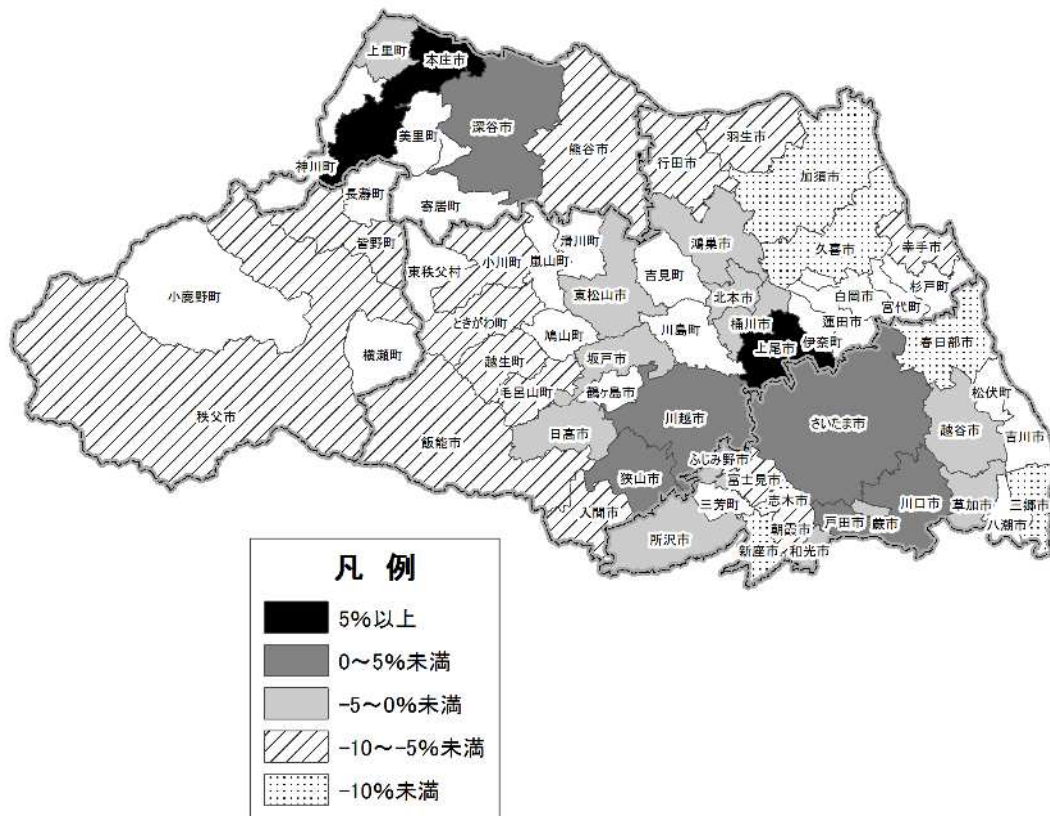 上里町
本庄市
美里町
深谷市
熊谷市
行田市
羽生市
加須市
神川町
長瀞町
寄居町
皆野町
小鹿野町
東秩父村
小川町
嵐山町
滑川町
吉見町
鴻巣市
久喜市
幸手市
杉戸町
白岡市
宮代町
東松山市
北本市
ときがわ町
鳩山町
川島町
桶川市
上尾市
伊奈町
蓮田市
春日部市
横瀬町
越生町
坂戸市
毛呂山町
鶴ヶ島市
松伏町
秩父市
飯能市
日高市
川越市
さいたま市
越谷市
吉川市
狭山市
ふじみ野市
富士見市
入間市
三芳町
志木市
川口市
草加市
三郷市
八潮市
所沢市
朝霞市
戸田市
蕨市
新座市
和光市
凡 例
5%以上
0～5%未満
-5～0%未満
-10～-5%未満
-10%未満